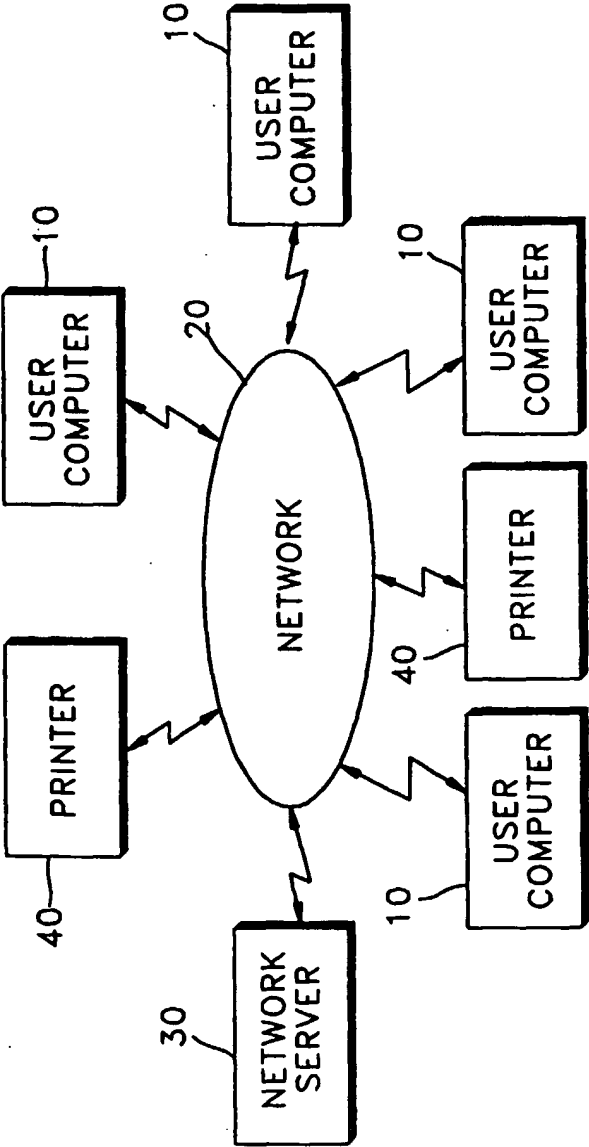 40
PRINTER
10
USER
COMPUTER
30
NETWORK
SERVER
20
NETWORK
10
USER
COMPUTER
10
USER
COMPUTER
40
PRINTER
10
USER
COMPUTER